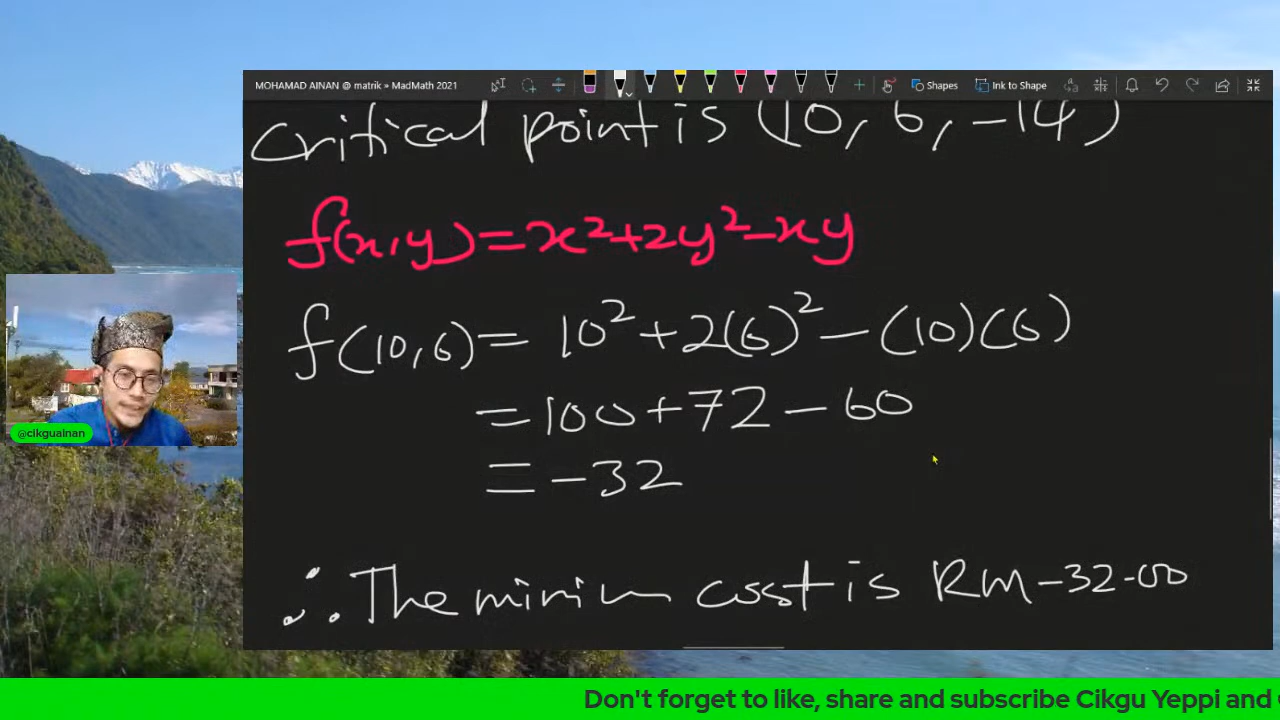 MOHAMAD AINAN @ matrik » MadMath 2021
Shapes
Ink to Shape
Critical point is (10, 6, -14)
f(x,y)=x²+2y²-xy
f(10,6)= 10²+2(6)²-(10)(6)
=100+72-60
=-32
∴ The minimum cost is RM-32-00
@cikguainan
Don't forget to like, share and subscribe Cikgu Yeppi and